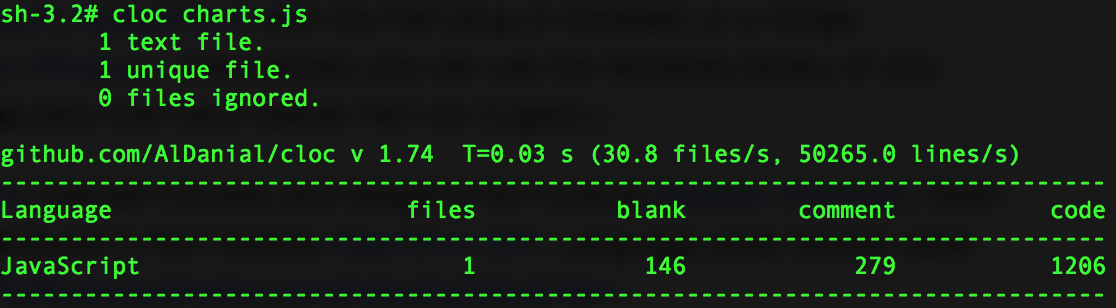 sh-3.2# cloc charts.js
1 text file.
1 unique file.
0 files ignored.
github.com/AlDanial/cloc v 1.74 T=0.03 s (30.8 files/s, 50265.0 lines/s)
-------------------------------------------------------------------------------
Language files blank comment code
-------------------------------------------------------------------------------
JavaScript 1 146 279 1206
-------------------------------------------------------------------------------